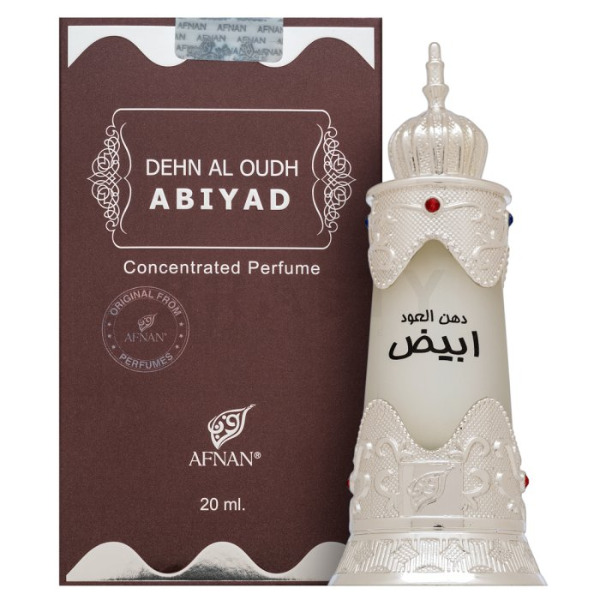 AFNAN AFNAN
AFNAN AFNAN AFNAN
DEHN AL OUDH
ABIYAD
Concentrated Perfume
ORIGINAL FROM
AFNAN®
PERFUMES
AFNAN®
20 ml.
دهن العود
ابيض